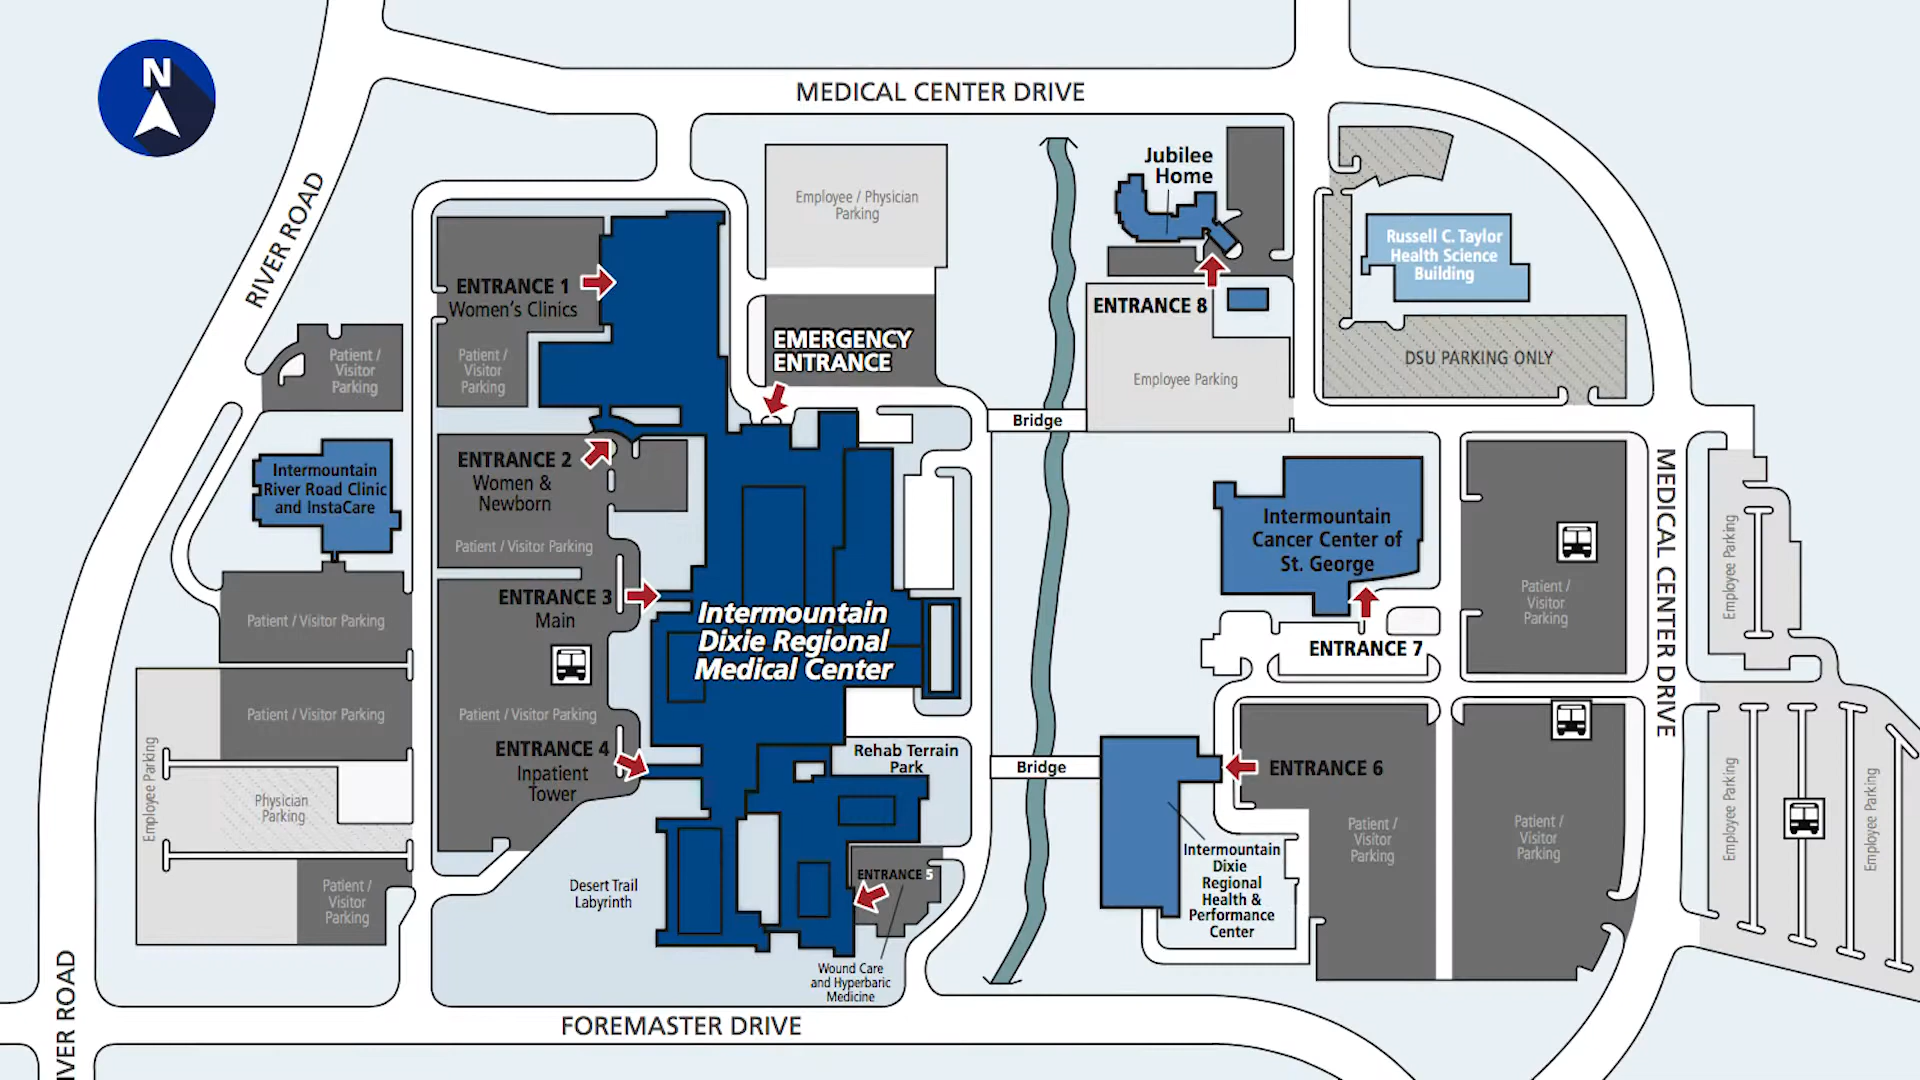 N
MEDICAL CENTER DRIVE
RIVER ROAD
Employee / Physician
Parking
Jubilee
Home
Russell C. Taylor
Health Science
Building
ENTRANCE 1
Women's Clinics
EMERGENCY
ENTRANCE
ENTRANCE 8
Patient /
Visitor
Parking
Patient /
Visitor
Parking
Employee Parking
DSU PARKING ONLY
Bridge
ENTRANCE 2
Women &
Newborn
Patient / Visitor Parking
Intermountain
River Road Clinic
and InstaCare
Intermountain
Cancer Center of
St. George
MEDICAL CENTER DRIVE
Employee Parking
Patient /
Visitor
Parking
ENTRANCE 3
Main
Intermountain
Dixie Regional
Medical Center
Patient / Visitor Parking
ENTRANCE 7
Patient / Visitor Parking
Patient / Visitor Parking
ENTRANCE 4
Inpatient
Tower
Rehab Terrain
Park
Bridge
ENTRANCE 6
Employee Parking
Physician
Parking
Patient /
Visitor
Parking
Patient /
Visitor
Parking
Employee Parking
Employee Parking
Intermountain
Dixie
Regional
Health &
Performance
Center
ENTRANCE 5
Desert Trail
Labyrinth
Patient /
Visitor
Parking
Wound Care
and Hyperbaric
Medicine
FOREMASTER DRIVE
IVER ROAD